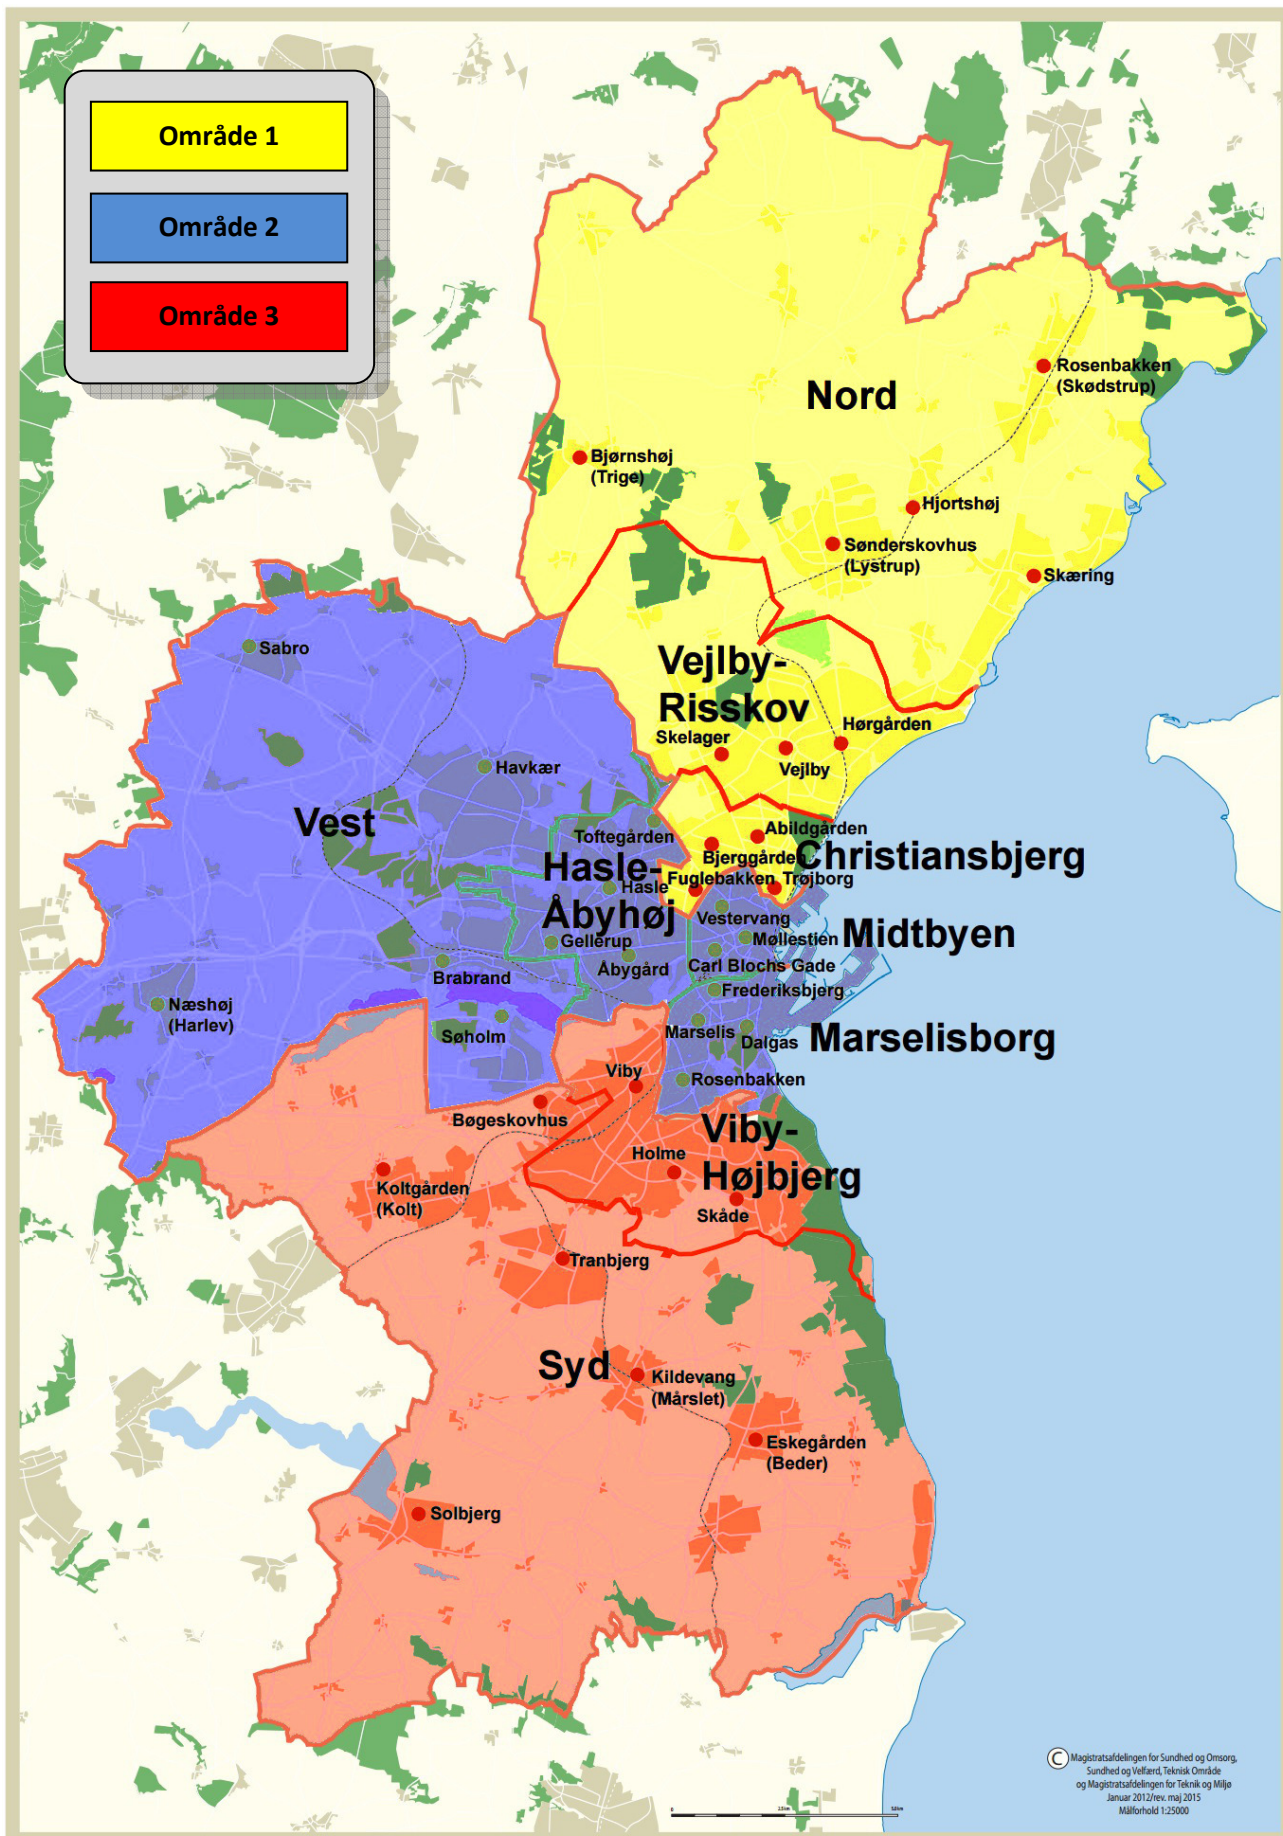 Område 1
Område 2
Område 3
Nord
Rosenbakken
(Skødstrup)
Bjørnshøj
(Trige)
Hjortshøj
Sønderskovhus
(Lystrup)
Skæring
Sabro
Vejlby-
Risskov
Skelager
Hørgården
Vejlby
Havkær
Vest
Toftegården
Abildgården
Bjerggården
Christiansbjerg
Hasle-
Åbyhøj
Hasle
Fuglebakken
Trøjborg
Vestervang
Møllestien
Midtbyen
Gellerup
Åbygård
Carl Blochs Gade
Brabrand
Frederiksbjerg
Næshøj
(Harlev)
Søholm
Marselis
Dalgas
Marselisborg
Viby
Rosenbakken
Bøgeskovhus
Viby-
Højbjerg
Holme
Koltgården
(Kolt)
Skåde
Tranbjerg
Syd
Kildevang
(Mårslet)
Eskegården
(Beder)
Solbjerg
C Magistratsafdelingen for Sundhed og Omsorg,
Sundhed og Velfærd, Teknisk Område
og Magistratsafdelingen for Teknik og Miljø
Januar 2012/rev. maj 2015
Målforhold 1:25000